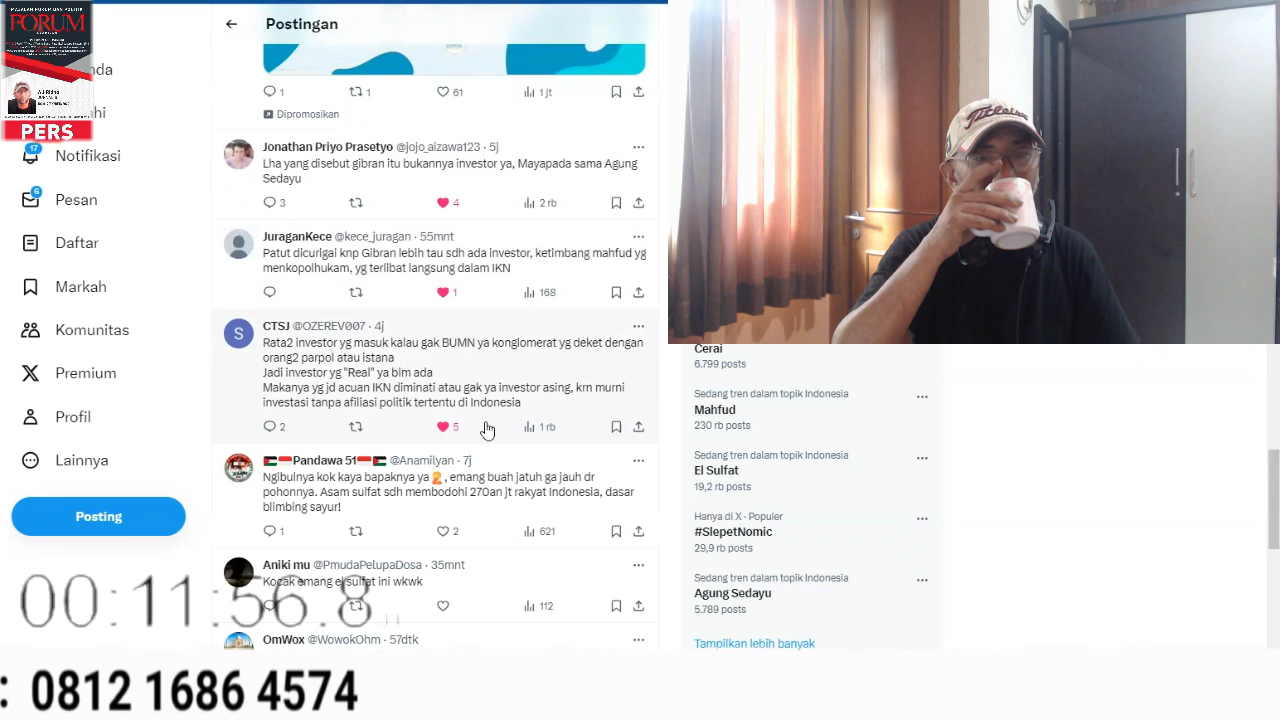 FORUM
PERS
Postingan
Notifikasi
Pesan
Daftar
Markah
Komunitas
Premium
Profil
Lainnya
Posting
1 1 61 1 jt
Dipromosikan
Jonathan Priyo Prasetyo @jojo_aizawa123 · 5j
Lha yang disebut gibran itu bukannya investor ya, Mayapada sama Agung
Sedayu
3 4 2 rb
JuraganKece @kece_juragan · 55mnt
Patut dicurigai knp Gibran lebih tau sdh ada investor, ketimbang mahfud yg
menkopolhukam, yg terlibat langsung dalam IKN
1 168
S
CTSJ @OZEREV007 · 4j
Rata2 investor yg masuk kalau gak BUMN ya konglomerat yg deket dengan
orang2 parpol atau istana
Jadi investor yg "Real" ya blm ada
Makanya yg jd acuan IKN diminati atau gak ya investor asing, krn murni
investasi tanpa afiliasi politik tertentu di Indonesia
2 5 1 rb
Pandawa 51 @Anamilyan · 7j
Ngibulnya kok kaya bapaknya ya, emang buah jatuh ga jauh dr
pohonnya. Asam sulfat sdh membodohi 270an jt rakyat Indonesia, dasar
blimbing sayur!
1 2 621
Aniki mu @PmudaPelupaDosa · 35mnt
Kocak emang el sulfat ini wkwk
112
OmWox @WowokOhm · 57dtk
17
6
00:11:56.8
Titleist
Cerai
6.799 posts
Sedang tren dalam topik Indonesia
Mahfud
230 rb posts
Sedang tren dalam topik Indonesia
El Sulfat
19,2 rb posts
Hanya di X · Populer
#SlepetNomic
29,9 rb posts
Sedang tren dalam topik Indonesia
Agung Sedayu
5.789 posts
Tampilkan lebih banyak
: 0812 1686 4574